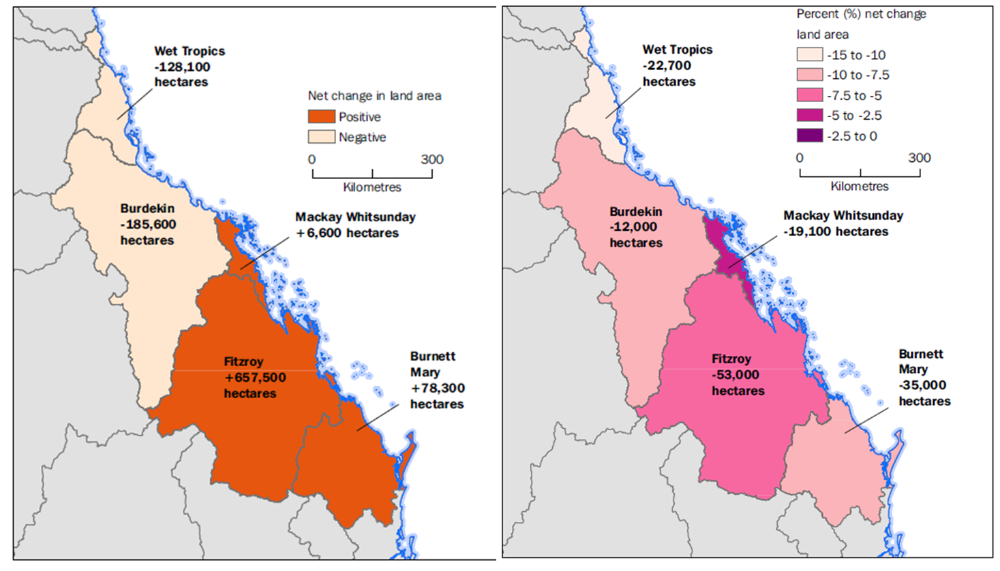 Wet Tropics
-128,100
hectares
Net change in land area
Positive
Negative
0 300
Kilometres
Burdekin
-185,600
hectares
Mackay Whitsunday
+6,600 hectares
Fitzroy
+657,500
hectares
Burnett
Mary
+78,300
hectares
Percent (%) net change
land area
-15 to -10
-10 to -7.5
-7.5 to -5
-5 to -2.5
-2.5 to 0
0 300
Kilometres
Wet Tropics
-22,700
hectares
Burdekin
-12,000
hectares
Mackay Whitsunday
-19,100 hectares
Fitzroy
-53,000
hectares
Burnett
Mary
-35,000
hectares